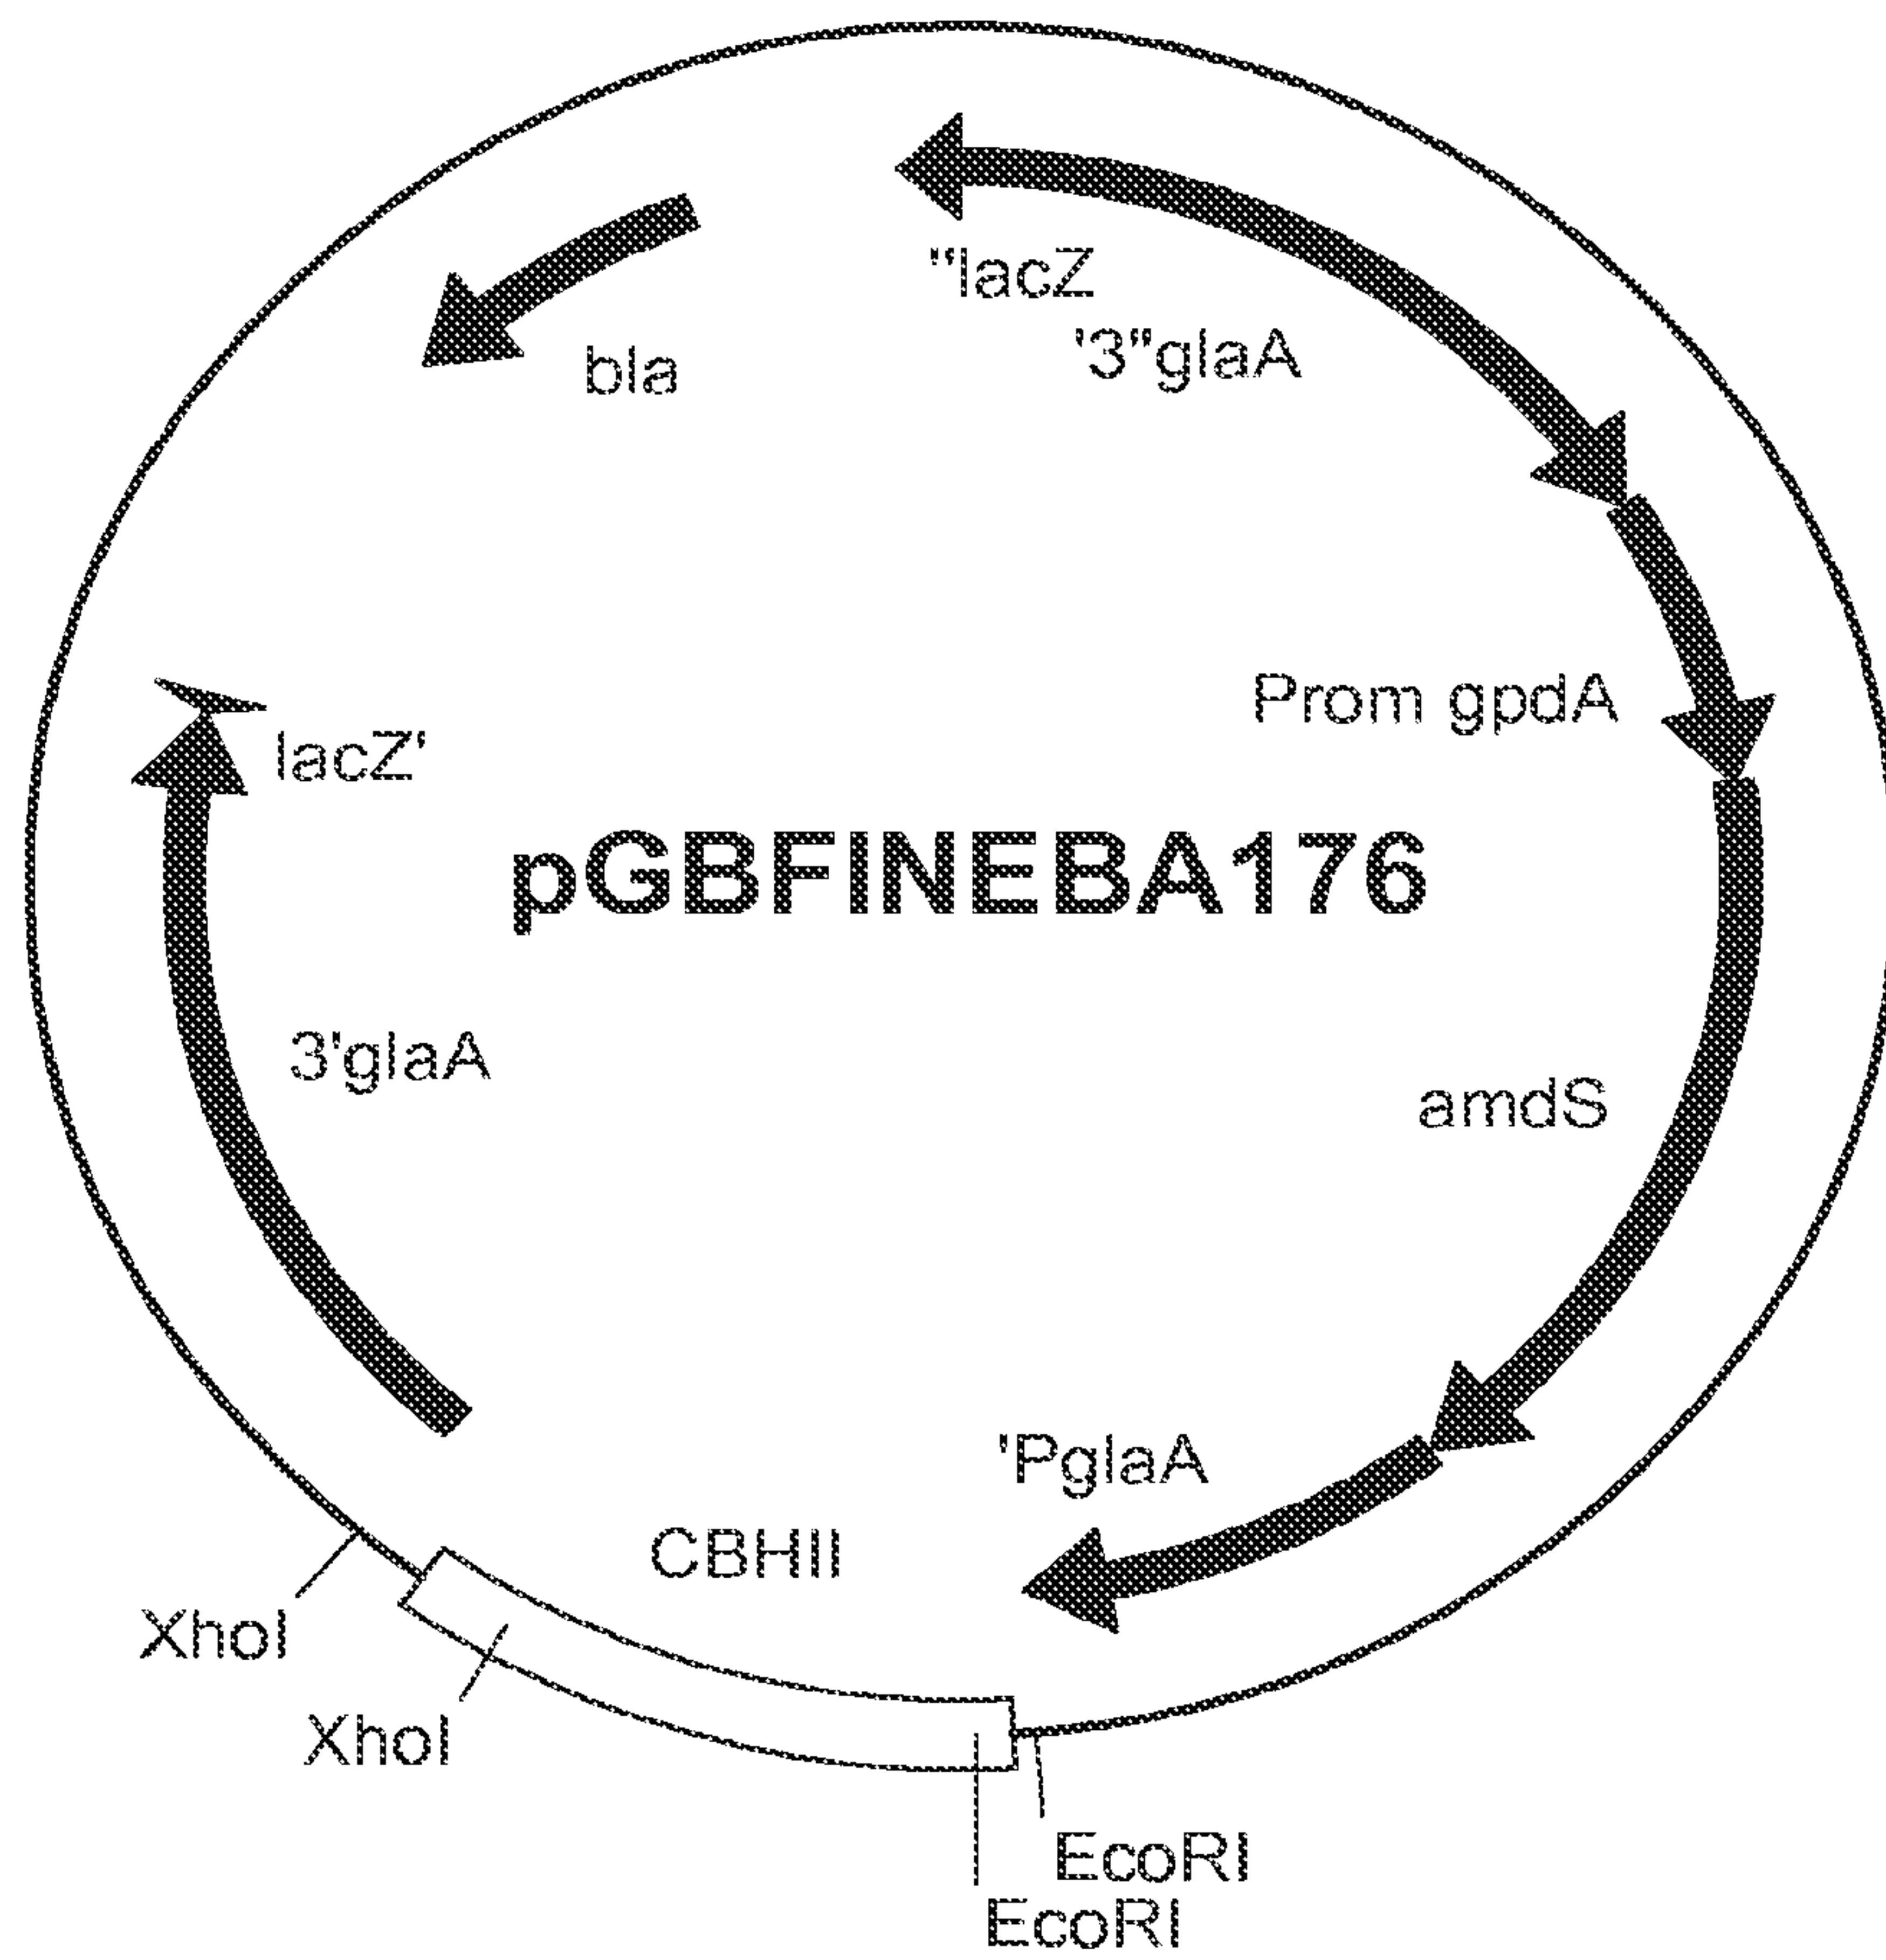 "lacZ
'3"glaA
bla
Prom gpdA
lacZ'
pGBFINEBA176
3'glaA
amdS
'PglaA
CBHII
XhoI
XhoI
EcoRI
EcoRI